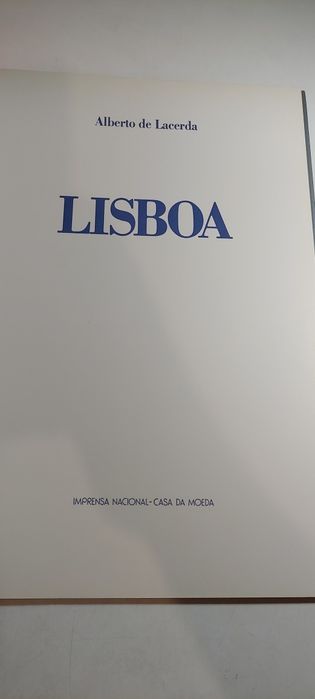 Alberto de Lacerda
LISBOA
IMPRENSA NACIONAL-CASA DA MOEDA